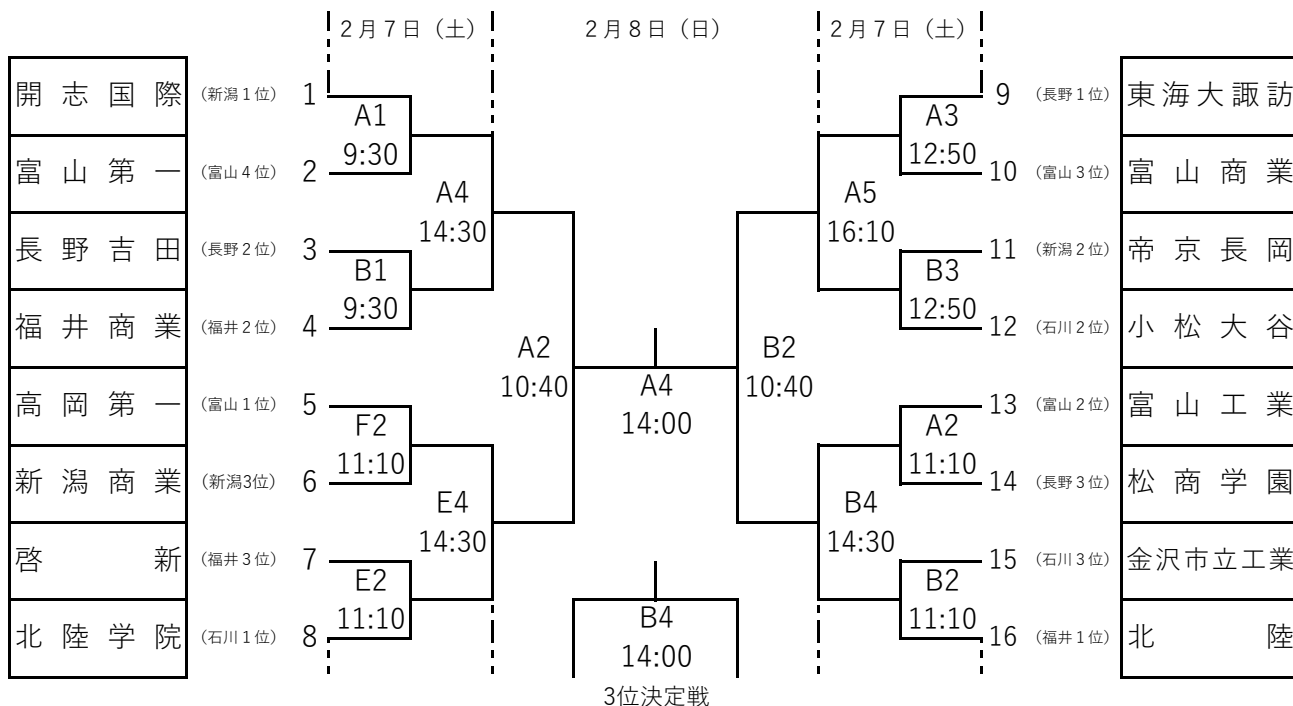 2月7日（土） 2月8日（日） 2月7日（土）
開志国際 （新潟1位） 1 9 （長野1位） 東海大諏訪
A1 A3
9:30 12:50
富山第一 （富山4位） 2 10 （富山3位） 富山商業
A4 A5
14:30 16:10
長野吉田 （長野2位） 3 11 （新潟2位） 帝京長岡
B1 B3
9:30 12:50
福井商業 （福井2位） 4 12 （石川2位） 小松大谷
A2 B2
10:40 A4 10:40
14:00
高岡第一 （富山1位） 5 13 （富山2位） 富山工業
F2 A2
11:10 11:10
新潟商業 （新潟3位） 6 14 （長野3位） 松商学園
E4 B4
14:30 14:30
啓新 （福井3位） 7 15 （石川3位） 金沢市立工業
E2 B2
11:10 11:10
北陸学院 （石川1位） 8 16 （福井1位） 北陸
B4
14:00
3位決定戦